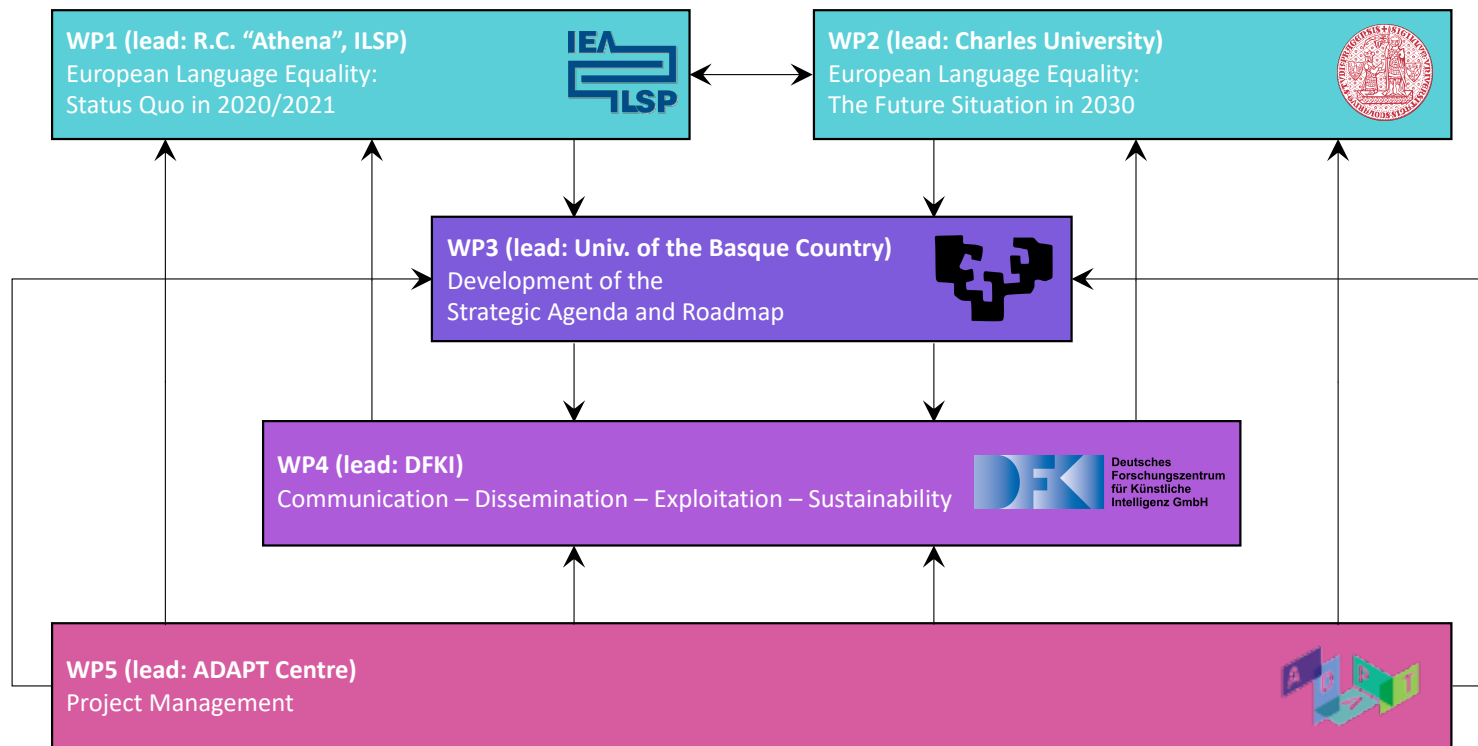 WP1 (lead: R.C. “Athena”, ILSP)
European Language Equality:
Status Quo in 2020/2021
ΙΕΛ
ILSP
WP2 (lead: Charles University)
European Language Equality:
The Future Situation in 2030
WP3 (lead: Univ. of the Basque Country)
Development of the
Strategic Agenda and Roadmap
WP4 (lead: DFKI)
Communication – Dissemination – Exploitation – Sustainability
DFKI
Deutsches
Forschungszentrum
für Künstliche
Intelligenz GmbH
WP5 (lead: ADAPT Centre)
Project Management
ADAPT